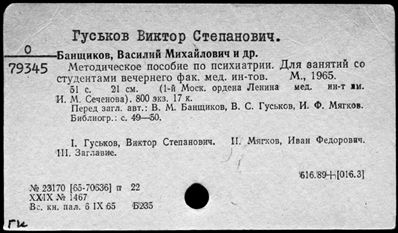 Гуськов Виктор Степанович.
О
79345
Банщиков, Василий Михайлович и др.
Методическое пособие по психиатрии. Для занятий со
студентами вечернего фак. мед. ин-тов. М., 1965.
51 с. 21 см. (1-й Моск. ордена Ленина мед. ин-т им.
И. М. Сеченова). 800 экз. 17 к.
Перед загл. авт.: В. М. Банщиков, В. С. Гуськов, И. Ф. Мягков.
Библиогр.: с. 49—50.
I. Гуськов, Виктор Степанович. II. Мягков, Иван Федорович.
III. Заглавие.
616.89+[016.3]
№ 23170 [65-70636] п 22
XXIX № 1467
Вс. кн. пал. 6 IX 65 Б235
Гк